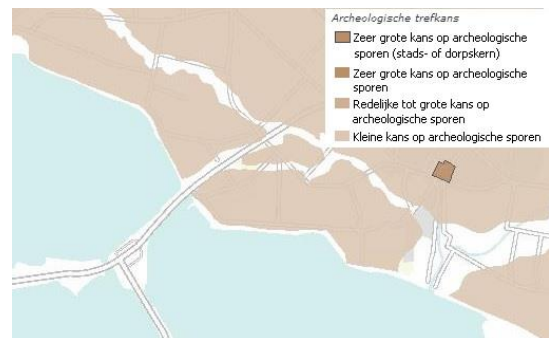 Archeologische trefkans
Zeer grote kans op archeologische
sporen (stads- of dorpskern)
Zeer grote kans op archeologische
sporen
Redelijke tot grote kans op
archeologische sporen
Kleine kans op archeologische sporen